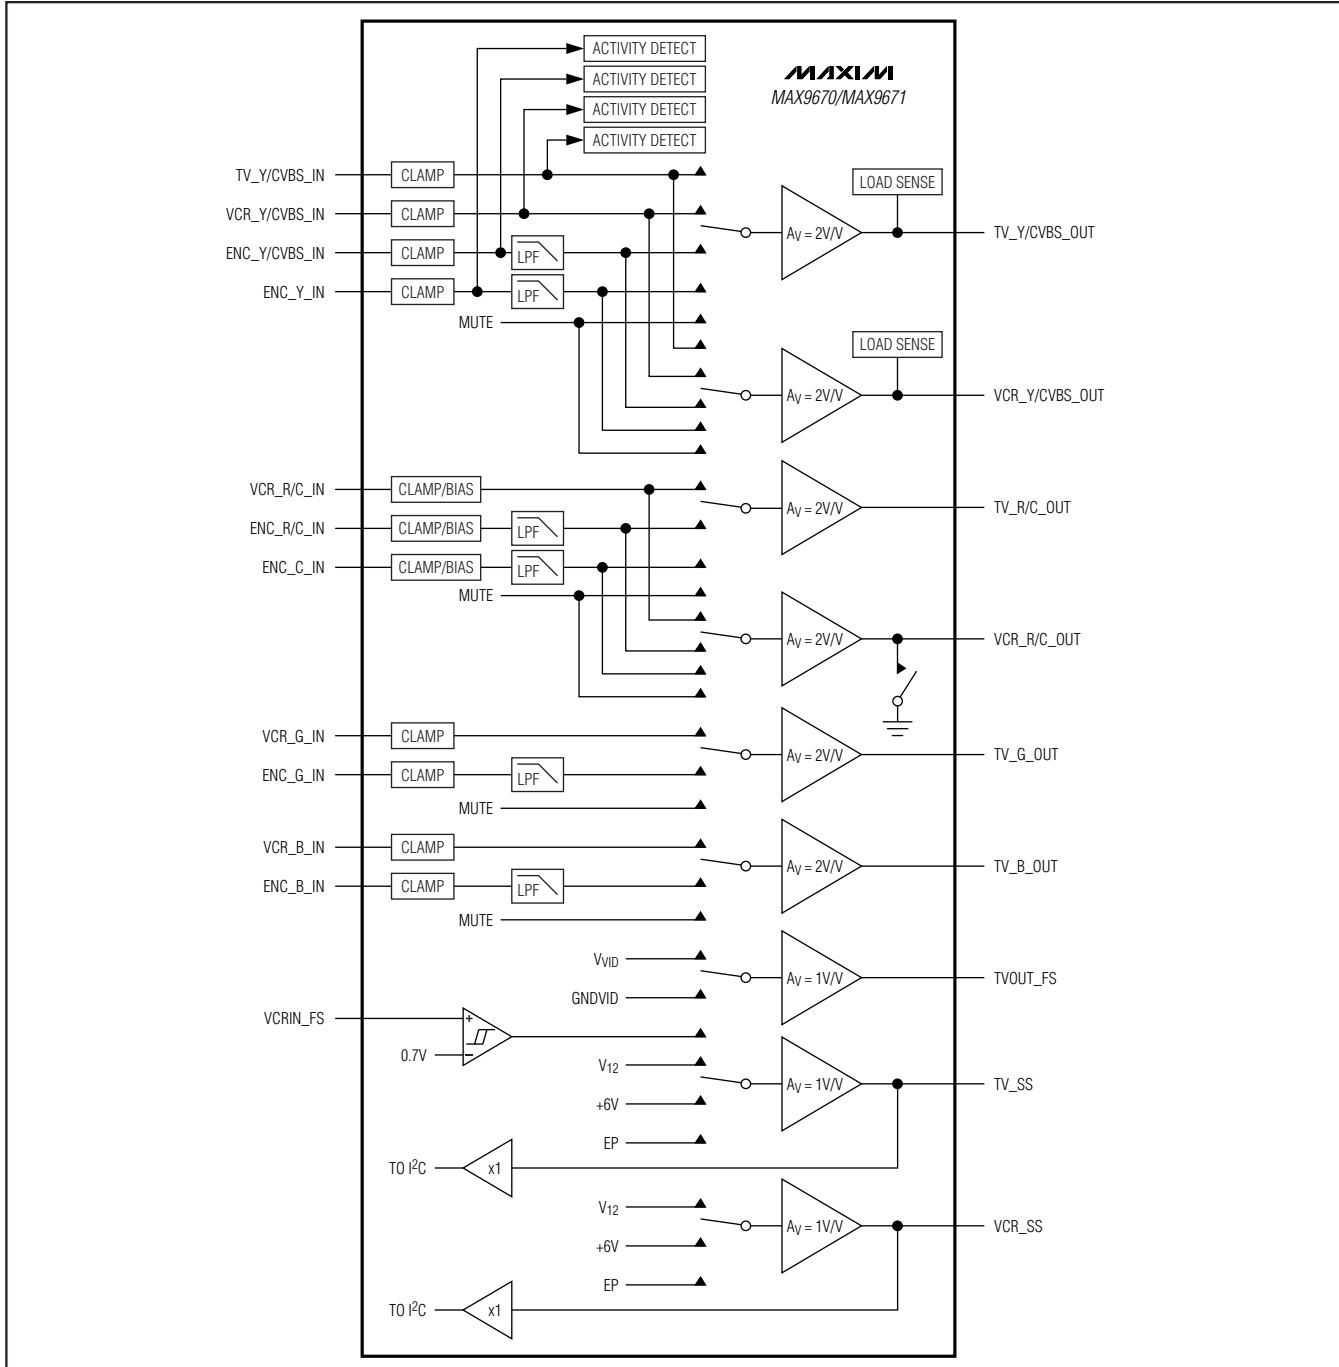 ACTIVITY DETECT
MAXIM
ACTIVITY DETECT
MAX9670/MAX9671
ACTIVITY DETECT
ACTIVITY DETECT
TV_Y/CVBS_IN CLAMP
LOAD SENSE
VCR_Y/CVBS_IN CLAMP
AV = 2V/V TV_Y/CVBS_OUT
ENC_Y/CVBS_IN CLAMP LPF
ENC_Y_IN CLAMP LPF
MUTE
LOAD SENSE
AV = 2V/V VCR_Y/CVBS_OUT
VCR_R/C_IN CLAMP/BIAS
AV = 2V/V TV_R/C_OUT
ENC_R/C_IN CLAMP/BIAS LPF
ENC_C_IN CLAMP/BIAS LPF
MUTE
AV = 2V/V VCR_R/C_OUT
VCR_G_IN CLAMP
AV = 2V/V TV_G_OUT
ENC_G_IN CLAMP LPF
MUTE
VCR_B_IN CLAMP
AV = 2V/V TV_B_OUT
ENC_B_IN CLAMP LPF
MUTE
VVID
AV = 1V/V TVOUT_FS
GNDVID
VCRIN_FS +
0.7V −
V12
AV = 1V/V TV_SS
+6V
EP
TO I²C x1
V12
AV = 1V/V VCR_SS
+6V
EP
TO I²C x1